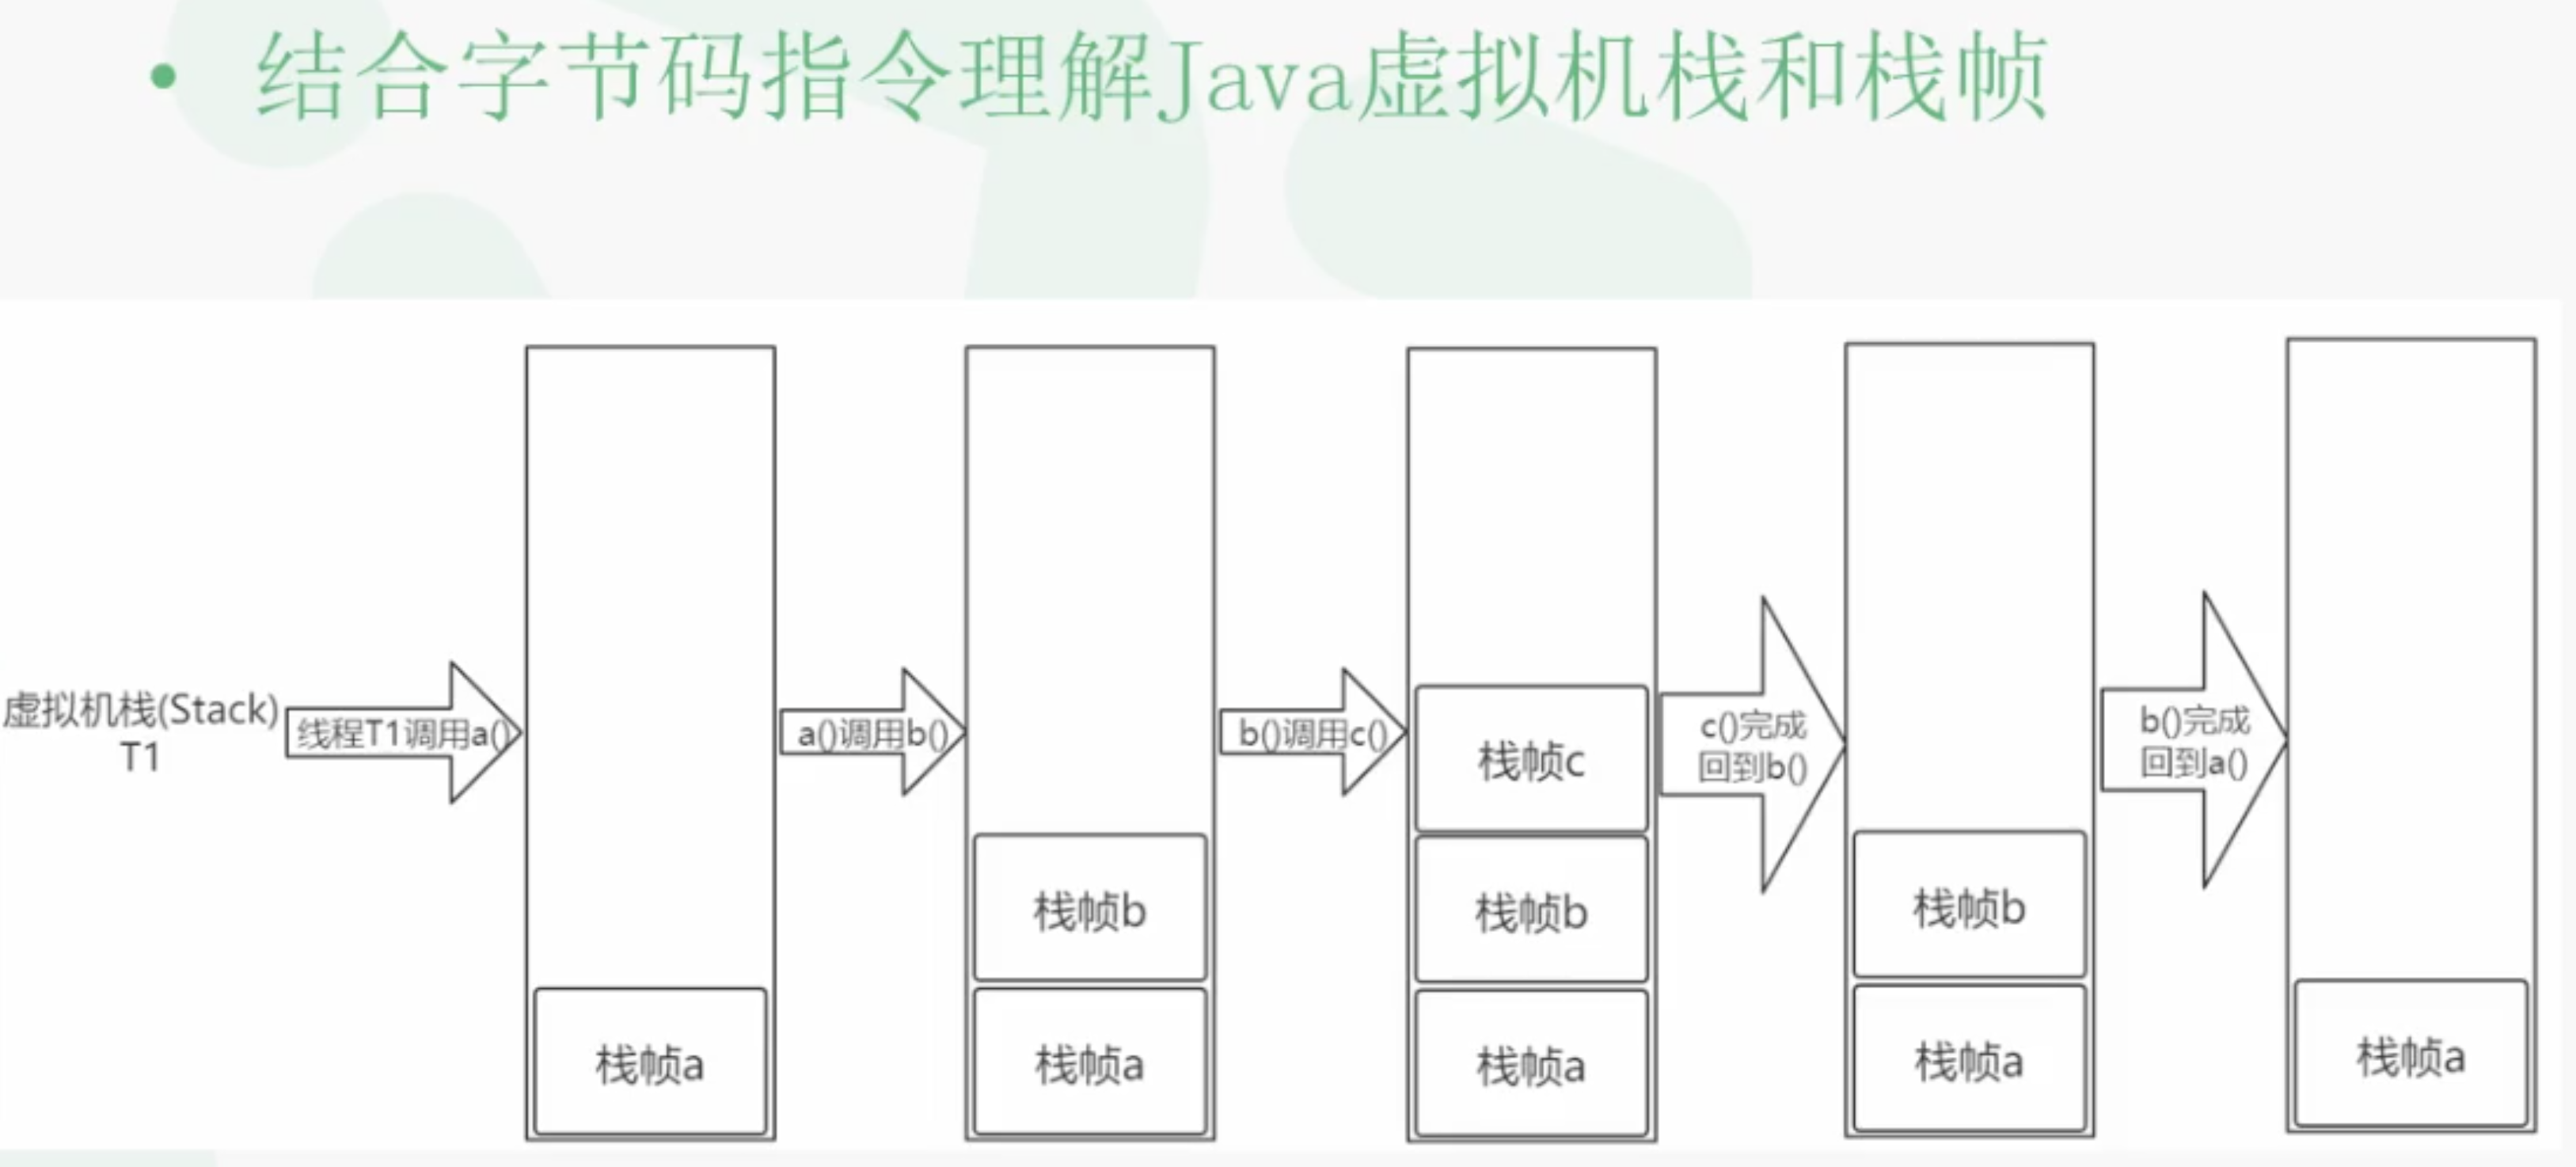 • 结合字节码指令理解Java虚拟机栈和栈帧
虚拟机栈(Stack)
T1
线程T1调用a()
栈帧a
a()调用b()
栈帧b
栈帧a
b()调用c()
栈帧c
栈帧b
栈帧a
c()完成
回到b()
栈帧b
栈帧a
b()完成
回到a()
栈帧a